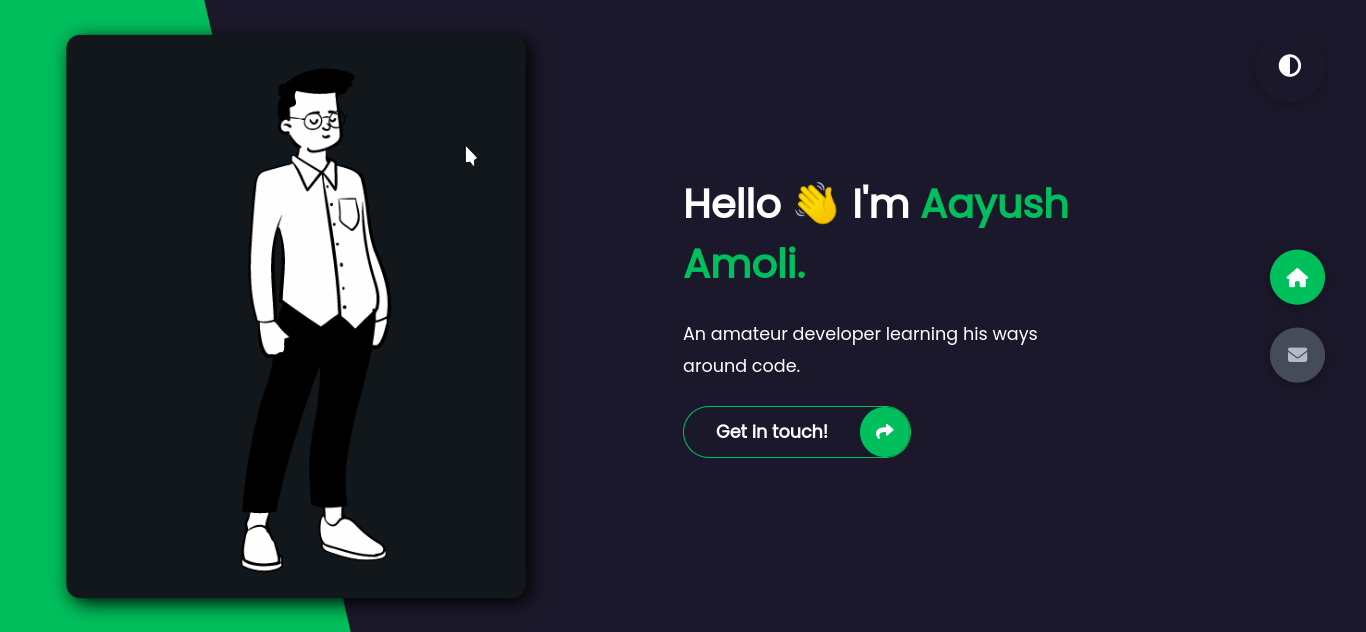 Hello 👋 I'm Aayush
Amoli.
An amateur developer learning his ways
around code.
Get in touch!